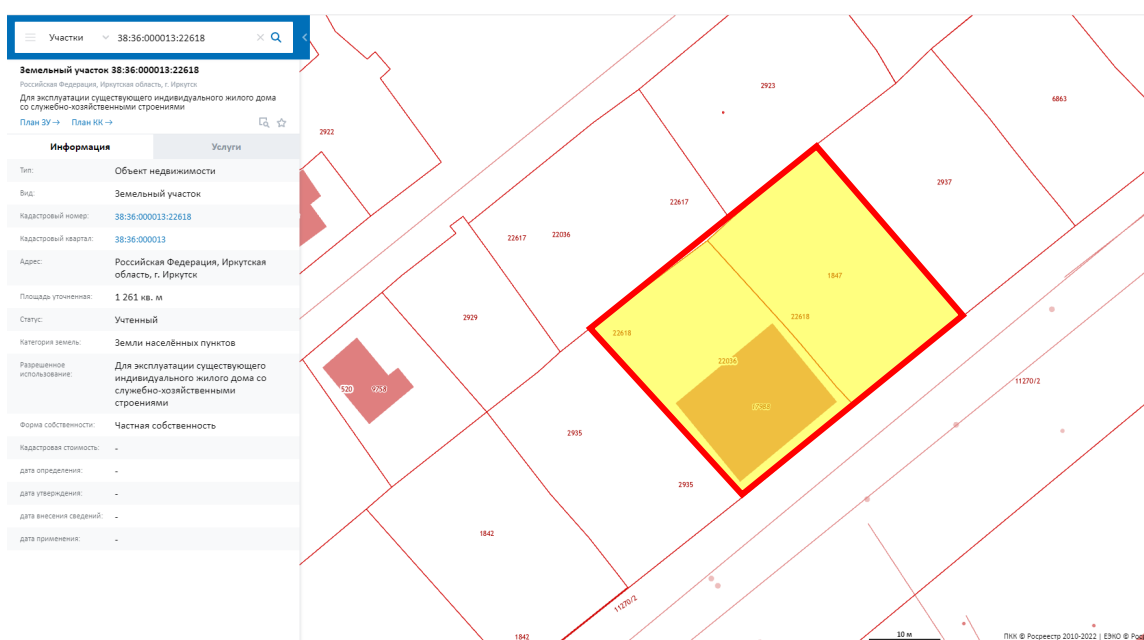 Участки
38:36:000013:22618
Земельный участок 38:36:000013:22618
Российская Федерация, Иркутская область, г. Иркутск
Для эксплуатации существующего индивидуального жилого дома
со служебно-хозяйственными строениями
План ЗУ →
План КК →
Информация
Услуги
Тип:
Объект недвижимости
Вид:
Земельный участок
Кадастровый номер:
38:36:000013:22618
Кадастровый квартал:
38:36:000013
Адрес:
Российская Федерация, Иркутская
область, г. Иркутск
Площадь уточненная:
1 261 кв. м
Статус:
Учтенный
Категория земель:
Земли населённых пунктов
Разрешенное
использование:
Для эксплуатации существующего
индивидуального жилого дома со
служебно-хозяйственными
строениями
Форма собственности:
Частная собственность
Кадастровая стоимость:
-
дата определения:
-
дата утверждения:
-
дата внесения сведений:
-
дата применения:
-
2923
6863
2922
2937
22617
22617
22036
1847
2929
22618
22618
22036
520
9758
17988
11270/2
2935
2935
1842
11270/2
1842
10 м
ПКК © Росреестр 2010-2022 | ЕЭКО ©